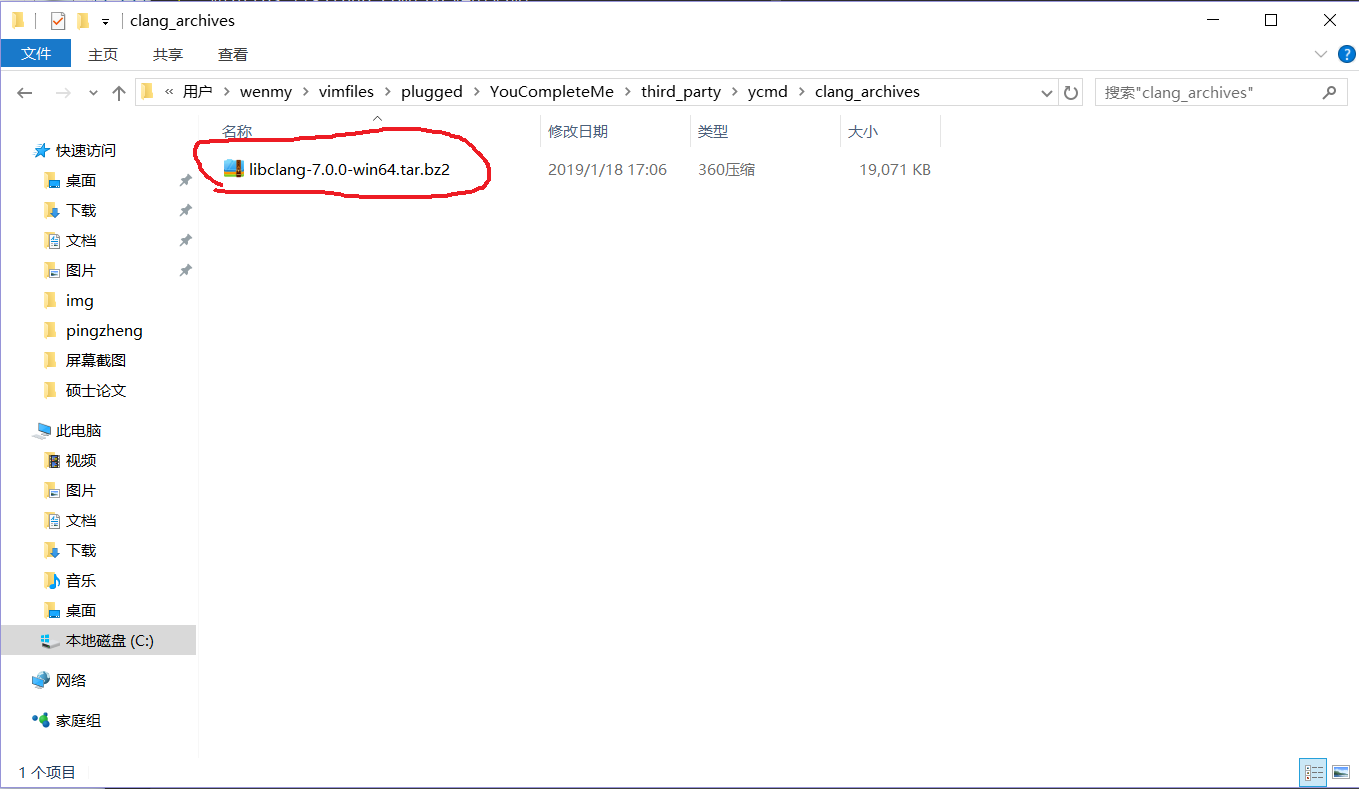 clang_archives
文件 主页 共享 查看
« 用户 > wenmy > vimfiles > plugged > YouCompleteMe > third_party > ycmd > clang_archives 搜索"clang_archives"
名称 修改日期 类型 大小
libclang-7.0.0-win64.tar.bz2 2019/1/18 17:06 360压缩 19,071 KB
快速访问
桌面
下载
文档
图片
img
pingzheng
屏幕截图
硕士论文
此电脑
视频
图片
文档
下载
音乐
桌面
本地磁盘 (C:)
网络
家庭组
1 个项目